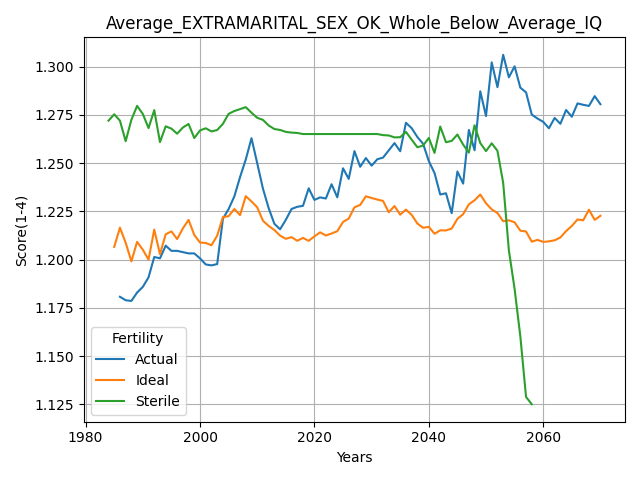 Average_EXTRAMARITAL_SEX_OK_Whole_Below_Average_IQ
Score(1-4)
1.300
1.275
1.250
1.225
1.200
1.175
1.150
1.125
Fertility
Actual
Ideal
Sterile
1980 2000 2020 2040 2060
Years